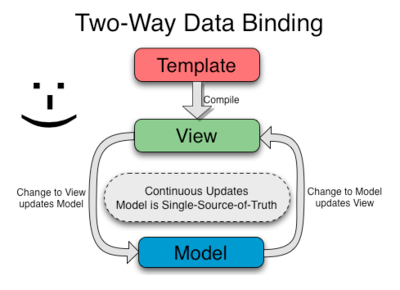 Two-Way Data Binding
Template
Compile
View
Change to View
updates Model
Continuous Updates
Model is Single-Source-of-Truth
Change to Model
updates View
Model